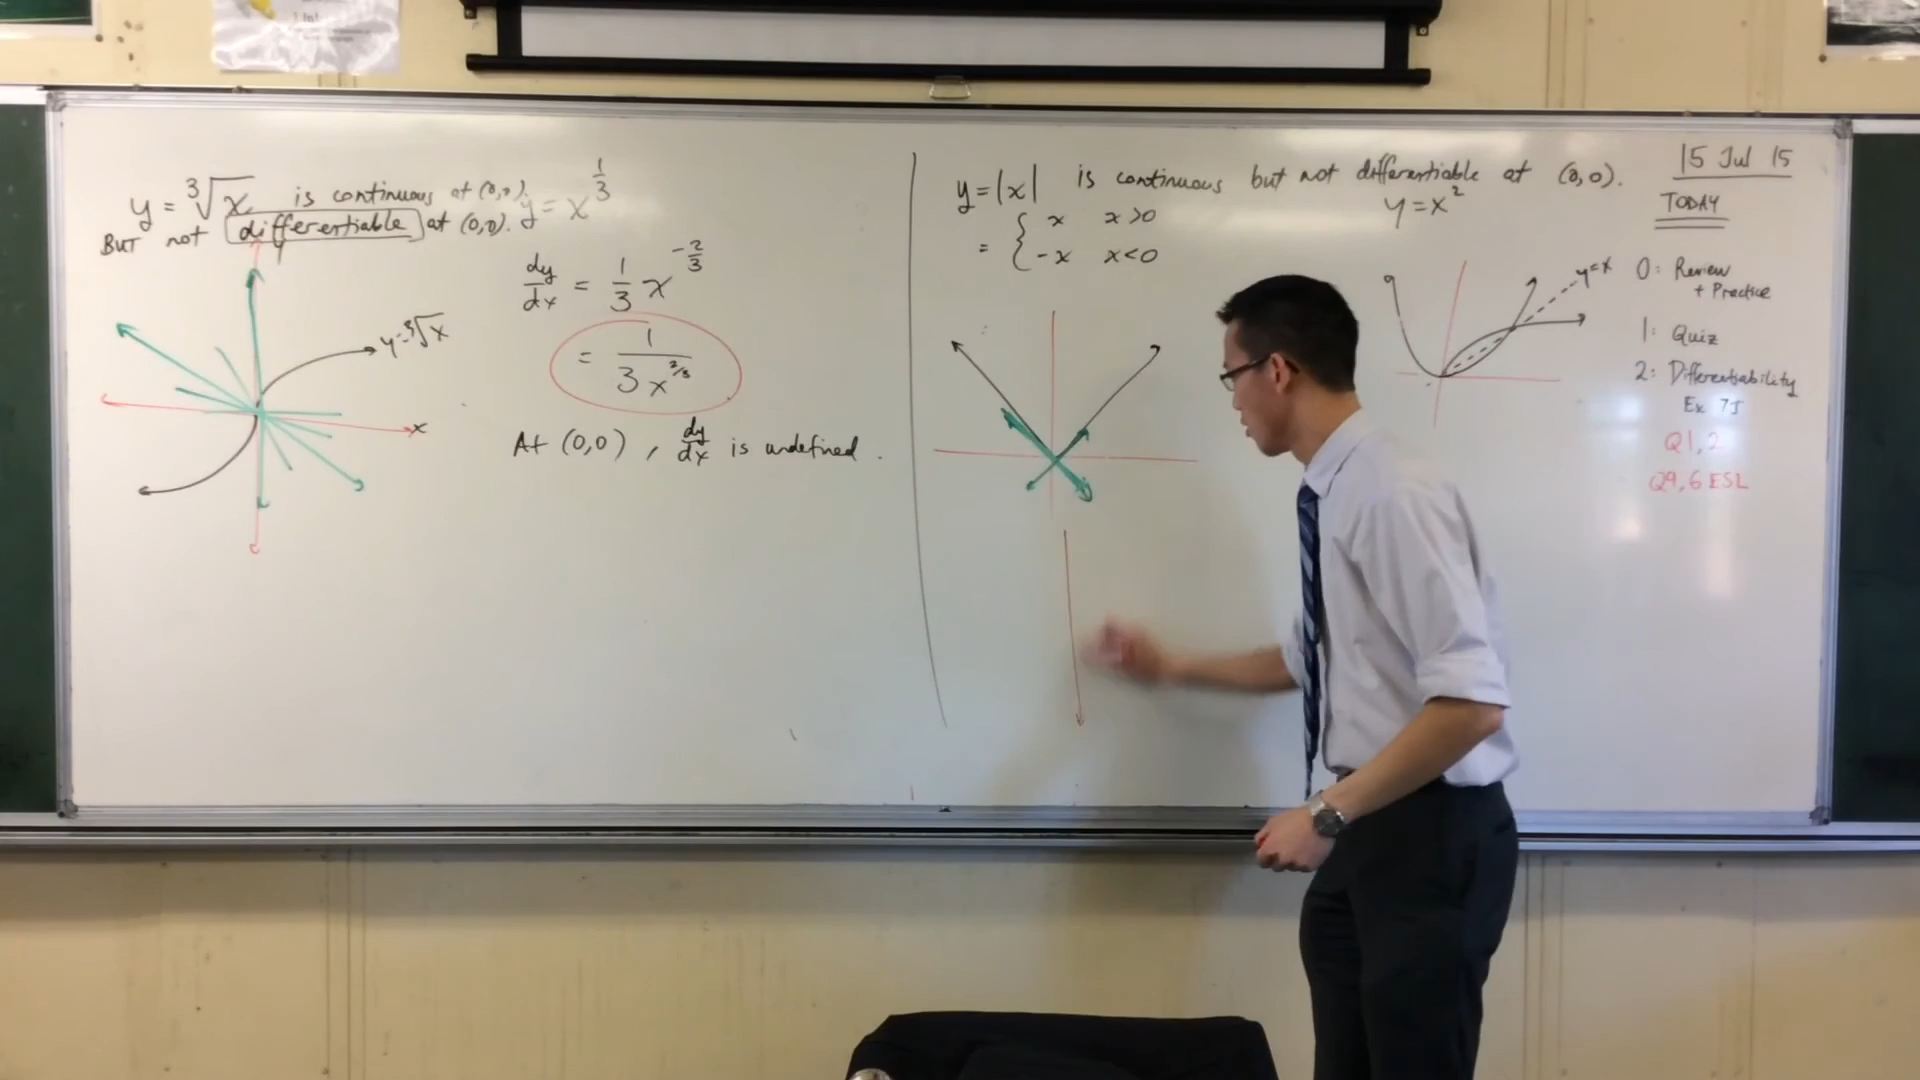 y = ³√x is continuous at (0,0).
BUT not differentiable at (0,0).
y = x^(1/3)
dy/dx = 1/3 x^(-2/3)
= 1/(3x^(2/3))
At (0,0), dy/dx is undefined.
y
y=³√x
x
y=|x| is continuous but not differentiable at (0,0).
= { x x>0
-x x<0
y=x²
y=x
15 Jul 15
TODAY
0: Review
+ Practice
1: Quiz
2: Differentiability
Ex 7J
Q1,2
Q9,6 ESL